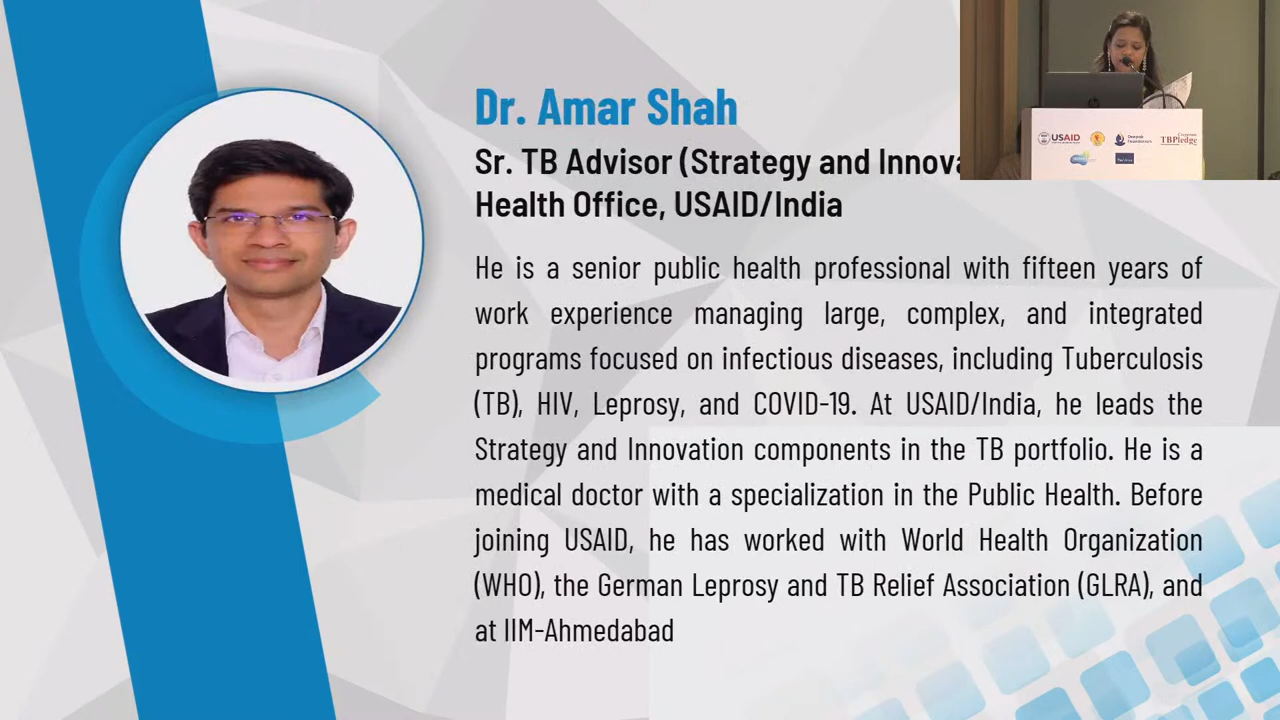 Dr. Amar Shah
Sr. TB Advisor (Strategy and Innova
Health Office, USAID/India
He is a senior public health professional with fifteen years of
work experience managing large, complex, and integrated
programs focused on infectious diseases, including Tuberculosis
(TB), HIV, Leprosy, and COVID-19. At USAID/India, he leads the
Strategy and Innovation components in the TB portfolio. He is a
medical doctor with a specialization in the Public Health. Before
joining USAID, he has worked with World Health Organization
(WHO), the German Leprosy and TB Relief Association (GLRA), and
at IIM-Ahmedabad
USAID
Deepak
Foundation
Corporate
TBPledge